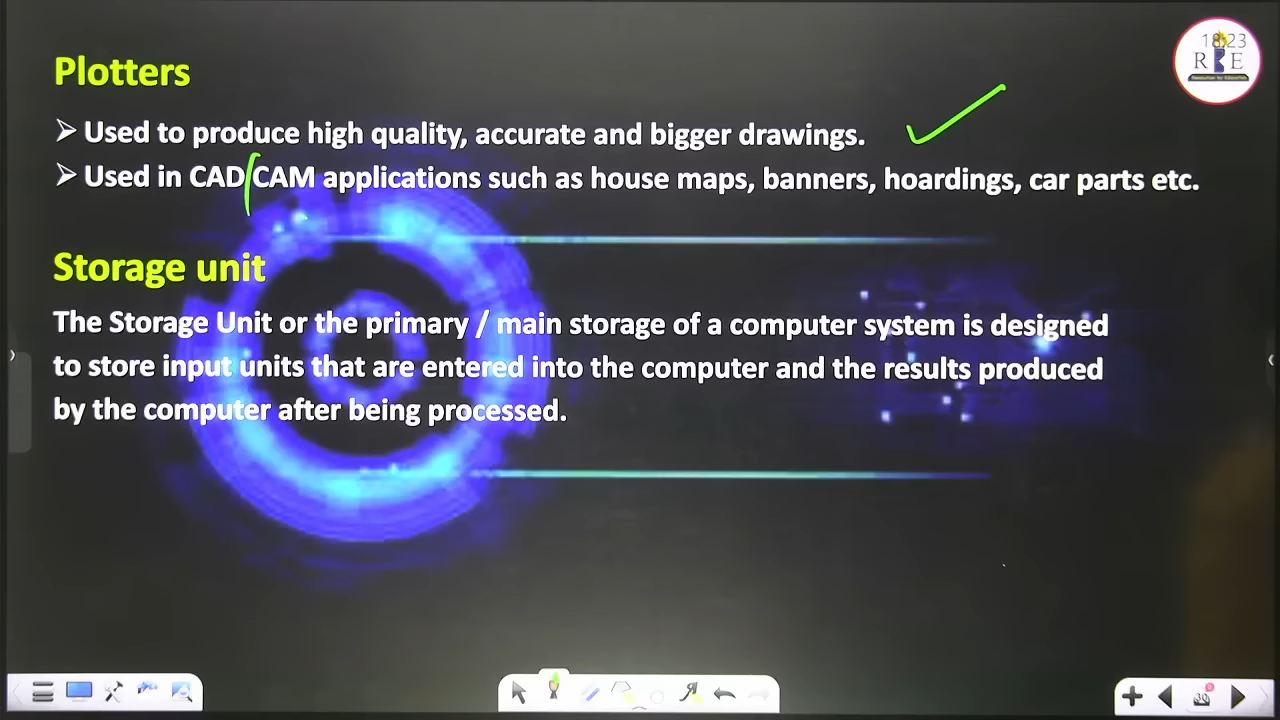 18:23
R E
Plotters
➢ Used to produce high quality, accurate and bigger drawings.
➢ Used in CAD/CAM applications such as house maps, banners, hoardings, car parts etc.
Storage unit
The Storage Unit or the primary / main storage of a computer system is designed
to store input units that are entered into the computer and the results produced
by the computer after being processed.